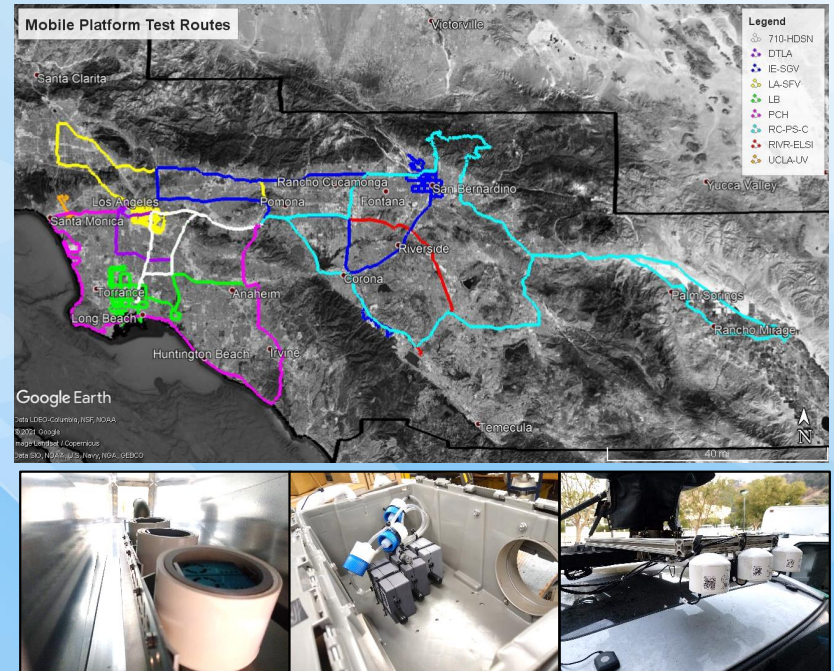 Mobile Platform Test Routes
Victorville
Legend
710-HDSN
DTLA
IE-SGV
LA-SFV
LB
PCH
RC-PS-C
RIVR-ELSI
UCLA-UV
Santa Clarita
Rancho Cucamonga
San Bernardino
Yucca Valley
Los Angeles
Pomona
Fontana
Santa Monica
Riverside
Corona
Torrance
Anaheim
Palm Springs
Long Beach
Rancho Mirage
Huntington Beach
Irvine
Google Earth
Data LDEO-Columbia, NSF, NOAA
© 2021 Google
Image Landsat / Copernicus
Data SIO, NOAA, U.S. Navy, NGA, GEBCO
Temecula
N
40 mi